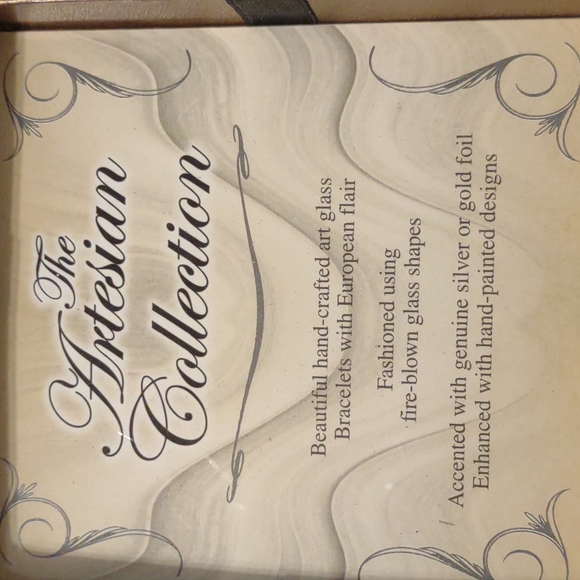 The
Artesian
Collection
Beautiful hand-crafted art glass
Bracelets with European flair
Fashioned using
fire-blown glass shapes
Accented with genuine silver or gold foil
Enhanced with hand-painted designs